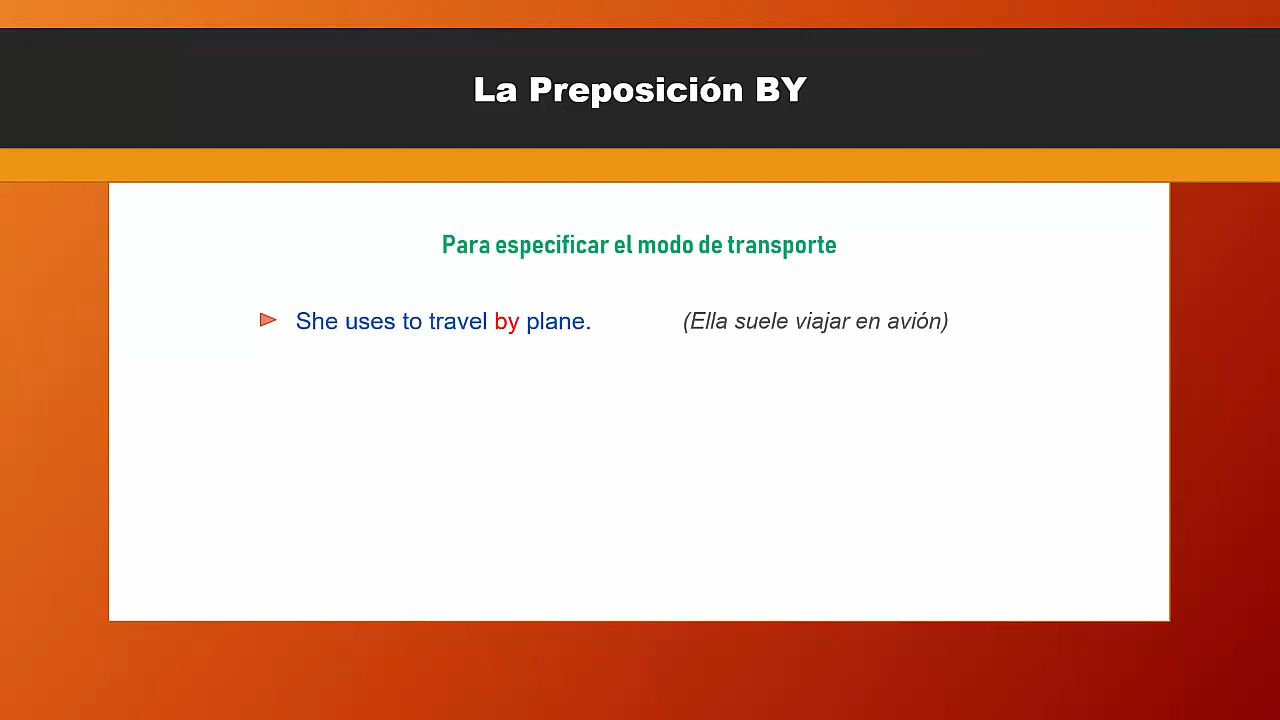 La Preposición BY
Para especificar el modo de transporte
She uses to travel by plane. (Ella suele viajar en avión)